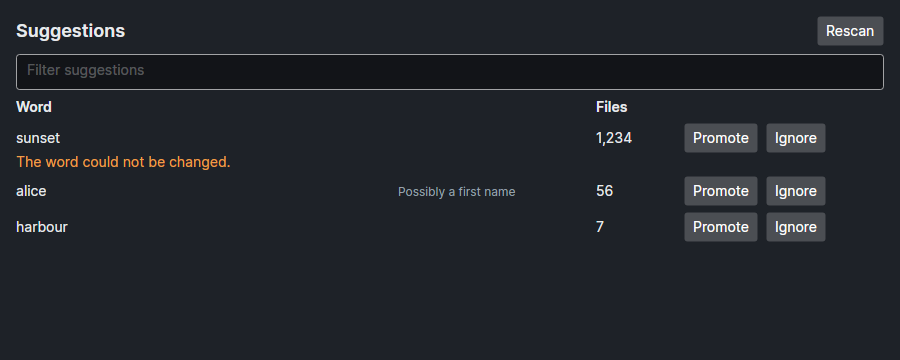 Suggestions Rescan
Filter suggestions
Word Files
sunset 1,234 Promote Ignore
The word could not be changed.
alice Possibly a first name 56 Promote Ignore
harbour 7 Promote Ignore